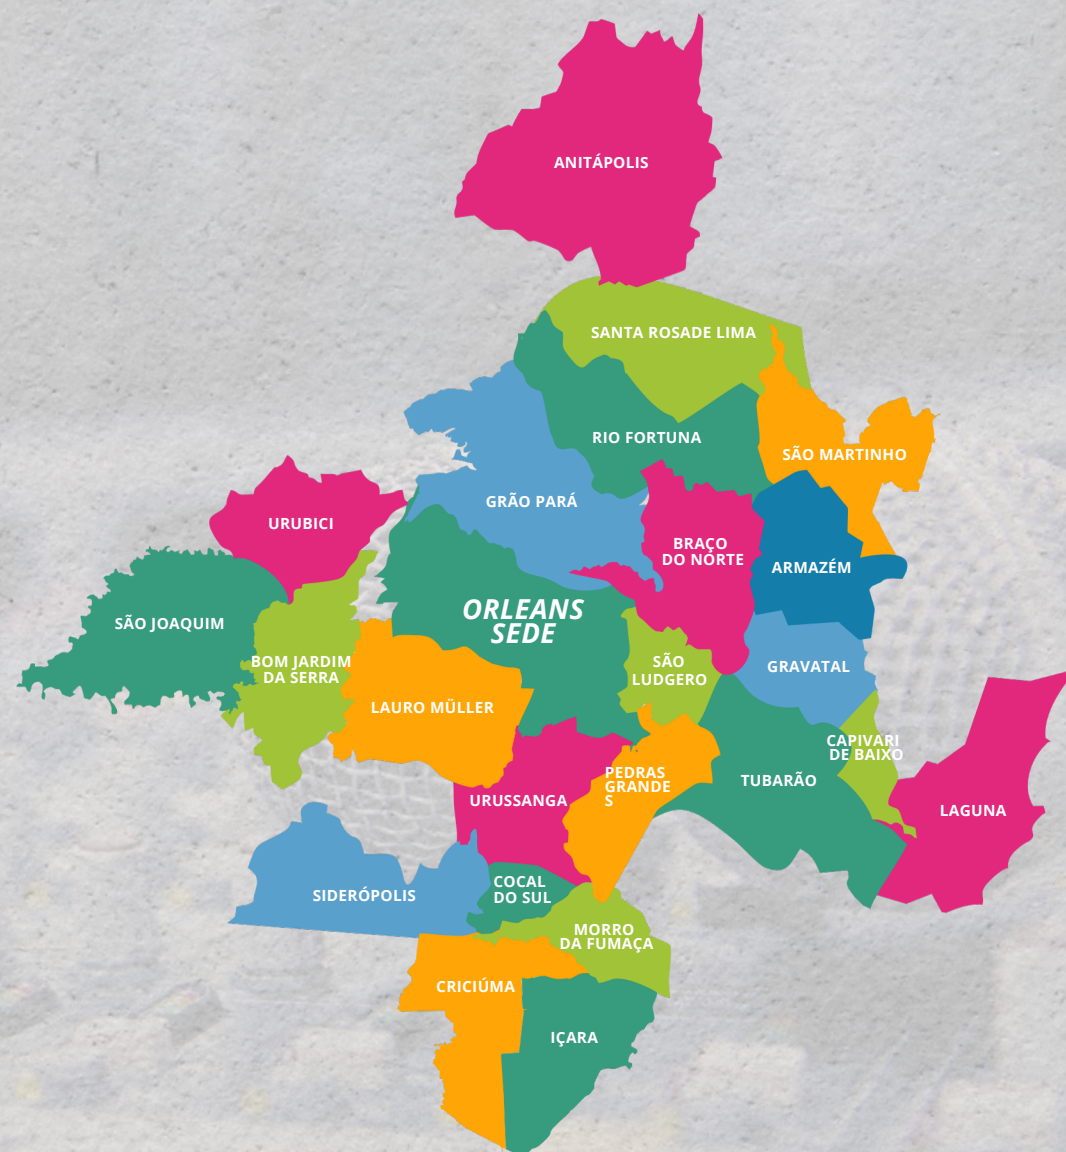 ANITÁPOLIS
SANTA ROSADE LIMA
RIO FORTUNA
SÃO MARTINHO
GRÃO PARÁ
URUBICI
BRAÇO
DO NORTE
ARMAZÉM
ORLEANS
SEDE
SÃO JOAQUIM
BOM JARDIM
DA SERRA
SÃO
LUDGERO
GRAVATAL
LAURO MÜLLER
CAPIVARI
DE BAIXO
PEDRAS
GRANDE
S
TUBARÃO
URUSSANGA
LAGUNA
SIDERÓPOLIS
COCAL
DO SUL
MORRO
DA FUMAÇA
CRICIÚMA
IÇARA